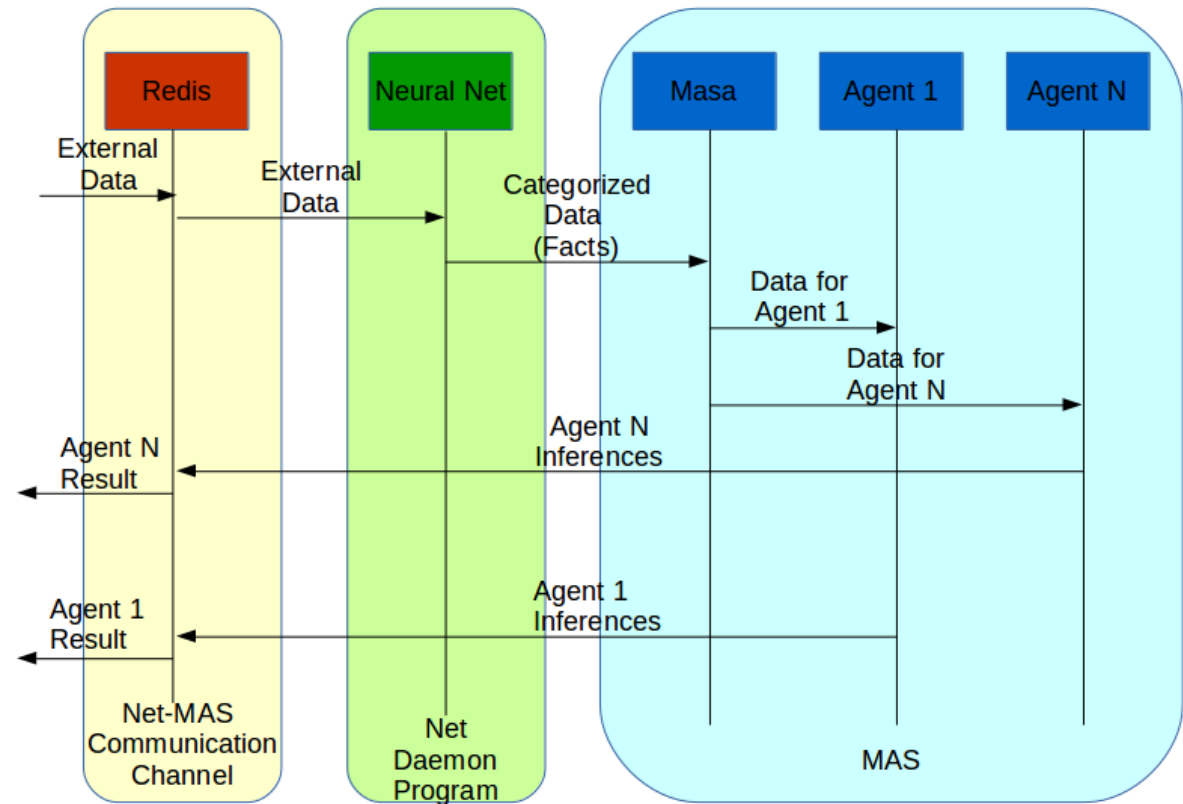 Redis
Neural Net
Masa
Agent 1
Agent N
External
Data
External
Data
Categorized
Data
(Facts)
Data for
Agent 1
Data for
Agent N
Agent N
Inferences
Agent N
Result
Agent 1
Inferences
Agent 1
Result
Net-MAS
Communication
Channel
Net
Daemon
Program
MAS